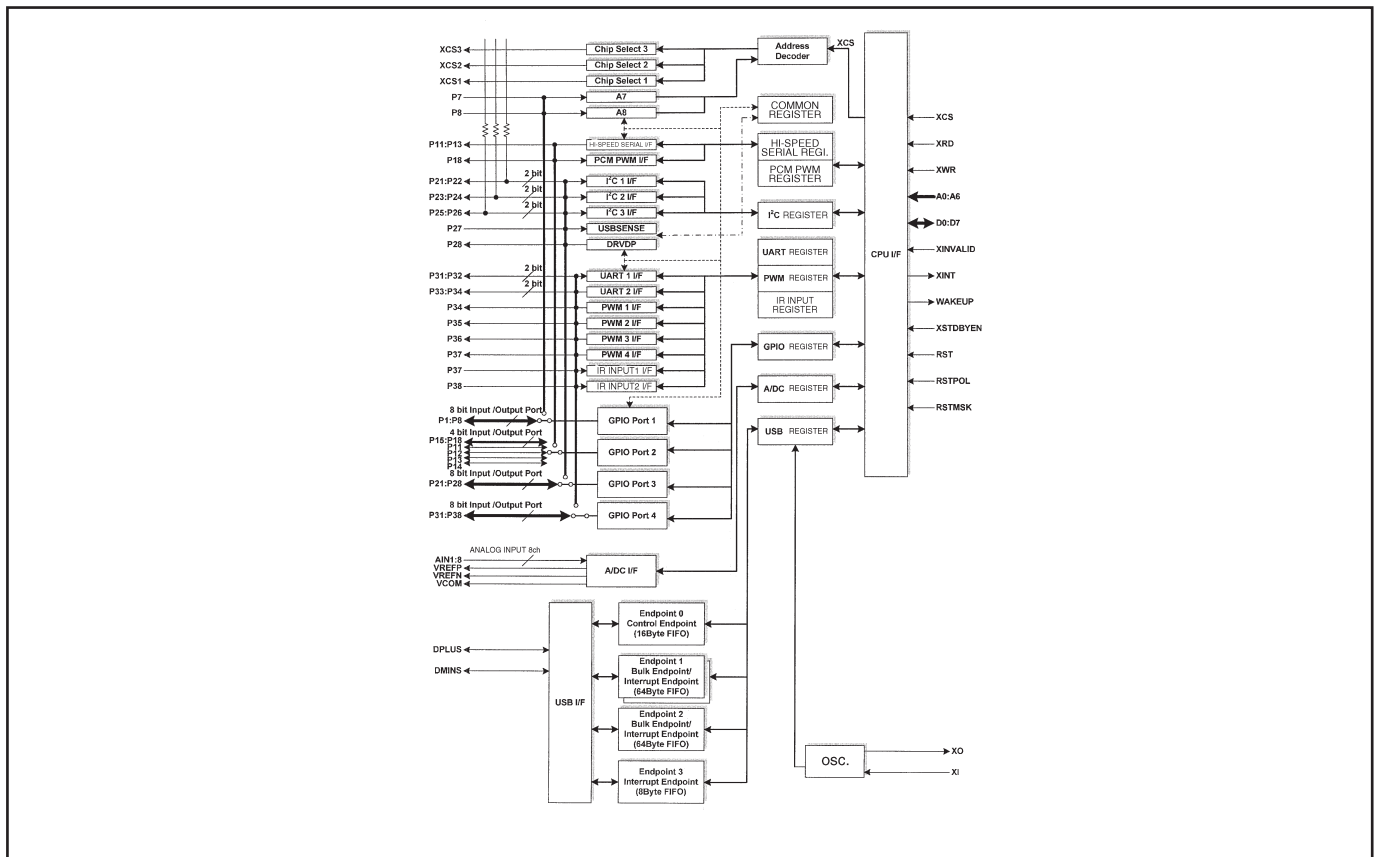 XCS3
XCS2
XCS1
P7
P8
P11:P13
P18
P21:P22
P23:P24
P25:P26
P27
P28
P31:P32
P33:P34
P34
P35
P36
P37
P37
P38
2 bit
2 bit
2 bit
2 bit
2 bit
Chip Select 3
Chip Select 2
Chip Select 1
A7
A8
HI-SPEED SERIAL I/F
PCM PWM I/F
I²C 1 I/F
I²C 2 I/F
I²C 3 I/F
USBSENSE
DRVDP
UART 1 I/F
UART 2 I/F
PWM 1 I/F
PWM 2 I/F
PWM 3 I/F
PWM 4 I/F
IR INPUT1 I/F
IR INPUT2 I/F
8 bit Input /Output Port
P1:P8
4 bit Input /Output Port
P15:P18
P11
P12
P13
P14
8 bit Input /Output Port
P21:P28
8 bit Input /Output Port
P31:P38
GPIO Port 1
GPIO Port 2
GPIO Port 3
GPIO Port 4
ANALOG INPUT 8ch
AIN1:8
VREFP
VREFN
VCOM
A/DC I/F
DPLUS
DMINS
USB I/F
Endpoint 0
Control Endpoint
(16Byte FIFO)
Endpoint 1
Bulk Endpoint/
Interrupt Endpoint
(64Byte FIFO)
Endpoint 2
Bulk Endpoint/
Interrupt Endpoint
(64Byte FIFO)
Endpoint 3
Interrupt Endpoint
(8Byte FIFO)
Address
Decoder
XCS
COMMON
REGISTER
HI-SPEED
SERIAL REGI.
PCM PWM
REGISTER
I²C REGISTER
UART REGISTER
PWM REGISTER
IR INPUT
REGISTER
GPIO REGISTER
A/DC REGISTER
USB REGISTER
CPU I/F
XCS
XRD
XWR
A0:A6
D0:D7
XINVALID
XINT
WAKEUP
XSTDBYEN
RST
RSTPOL
RSTMSK
OSC.
XO
XI